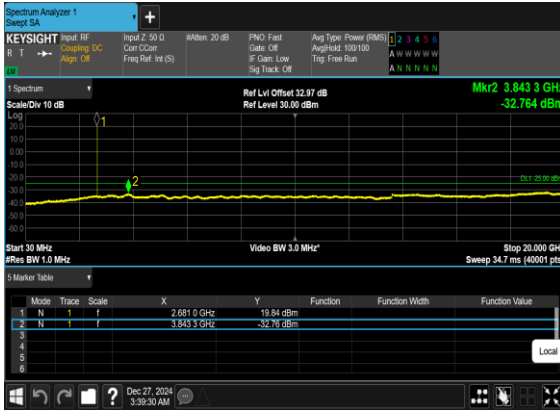 Spectrum Analyzer 1
Swept SA
+
KEYSIGHT Input: RF Input Z: 50 Ω #Atten: 20 dB PNO: Fast Avg Type: Power (RMS) 1 2 3 4 5 6
R T Coupling: DC Corr CCorr Gate: Off Avg|Hold: 100/100 A W W W W W
Align: Off Freq Ref: Int (S) IF Gain: Low Trig: Free Run
Sig Track: Off A N N N N N
1 Spectrum
Scale/Div 10 dB Ref Lvl Offset 32.97 dB Mkr2 3.843 3 GHz
Ref Level 30.00 dBm -32.764 dBm
Log
20.0
10.0
0.00
-10.0
-20.0
-30.0
-40.0
-50.0
-60.0
1
2
DL1 25.00 dBm
Start 30 MHz Video BW 3.0 MHz* Stop 20.000 GH
#Res BW 1.0 MHz Sweep 34.7 ms (40001 pts
5 Marker Table
Mode Trace Scale X Y Function Function Width Function Value
1 N 1 f 2.681 0 GHz 19.84 dBm
2 N 1 f 3.843 3 GHz -32.76 dBm
3
4
5
6
Local
?
Dec 27, 2024
3:39:30 AM